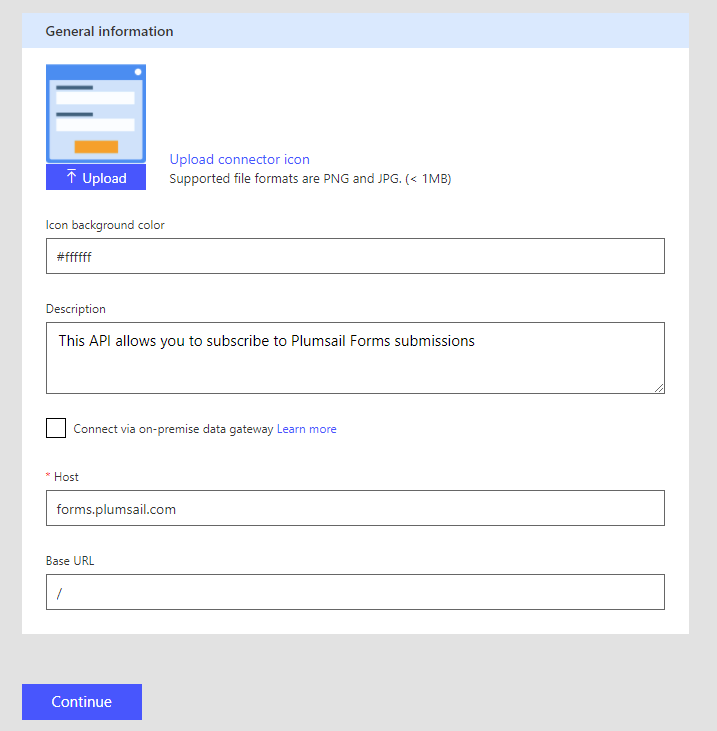 General information
Upload
Upload connector icon
Supported file formats are PNG and JPG. (< 1MB)
Icon background color
#ffffff
Description
This API allows you to subscribe to Plumsail Forms submissions
Connect via on-premise data gateway Learn more
* Host
forms.plumsail.com
Base URL
/
Continue